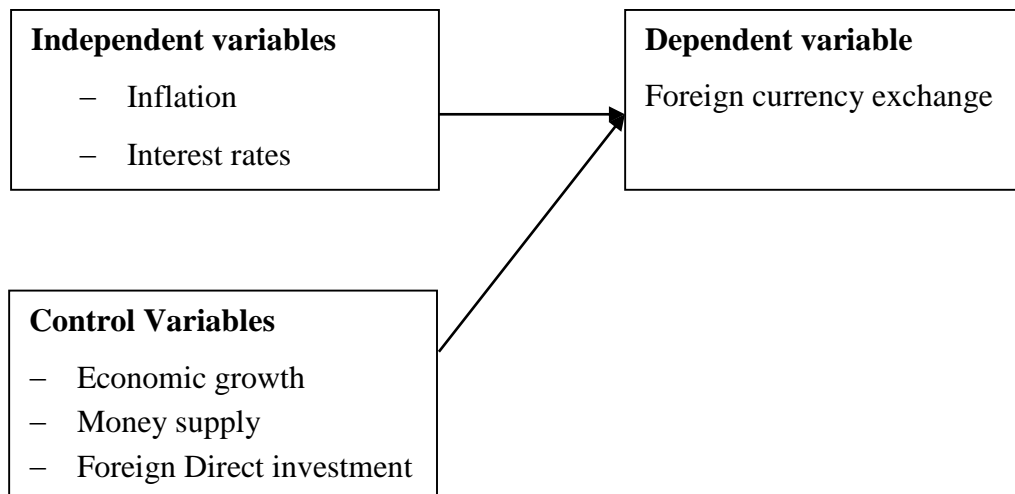 Independent variables
– Inflation
– Interest rates
Dependent variable
Foreign currency exchange
Control Variables
– Economic growth
– Money supply
– Foreign Direct investment